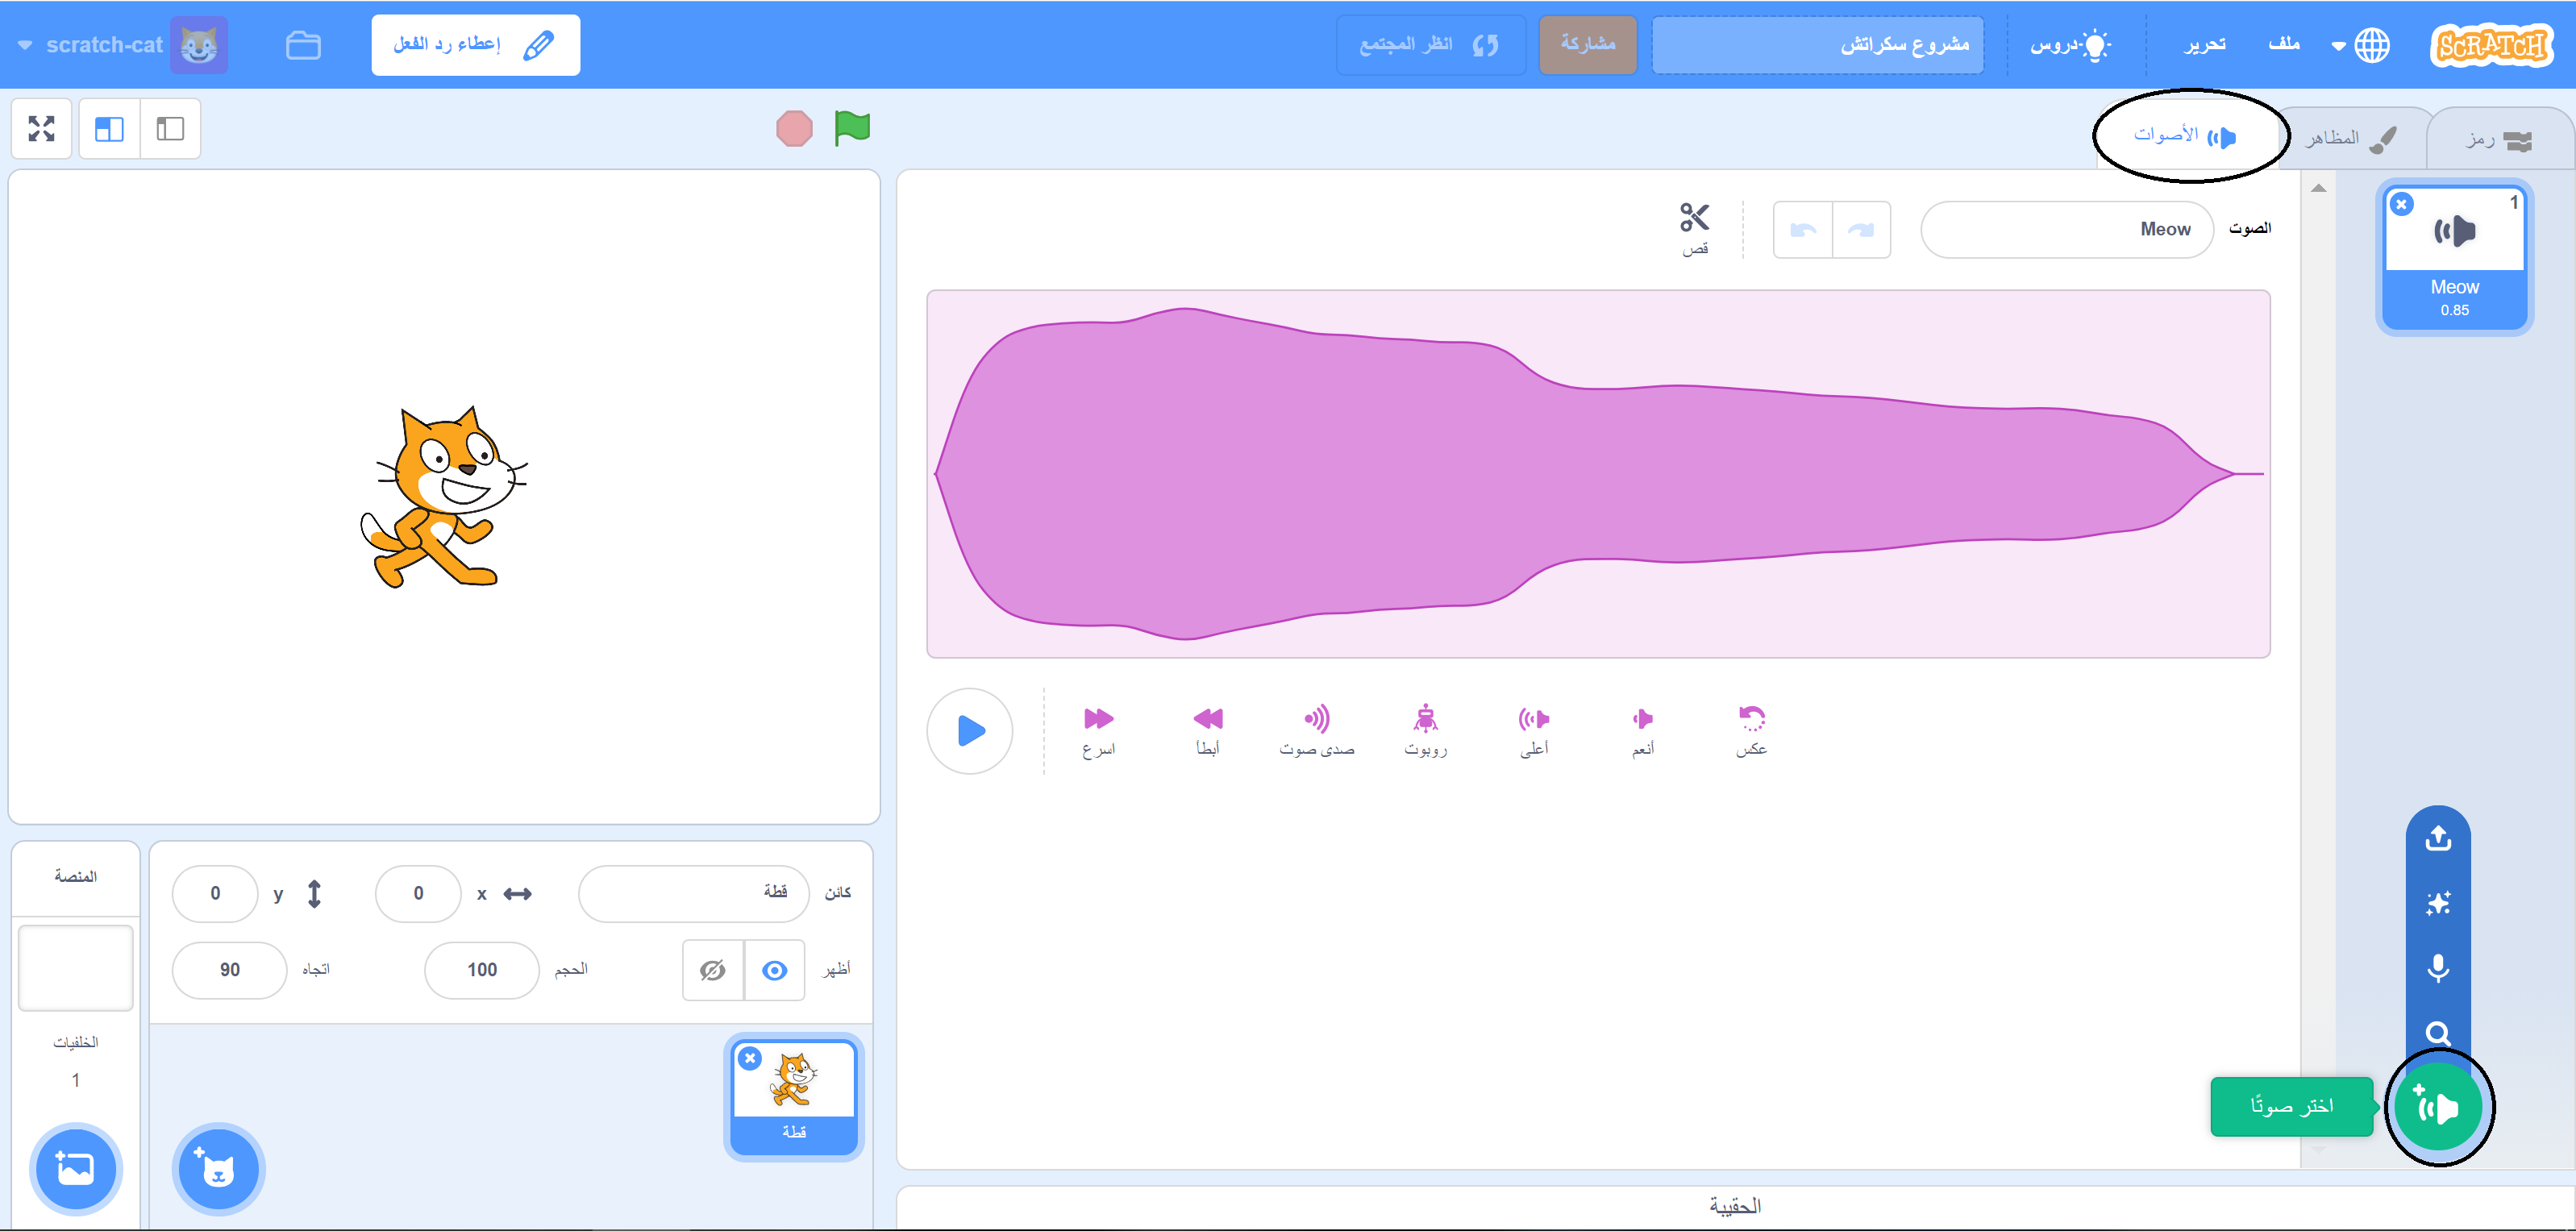 SCRATCH
ملف
تحرير
دروس
مشروع سكراتش
مشاركة
انظر المجتمع
إعطاء رد الفعل
scratch-cat
رمز
المظاهر
الأصوات
1
Meow
0.85
الصوت
Meow
قص
اسرع
أبطأ
صدى صوت
روبوت
أعلى
أنعم
عكس
اختر صوتًا
الحقيبة
كائن
قطة
x
0
y
0
أظهر
الحجم
100
اتجاه
90
قطة
المنصة
الخلفيات
1